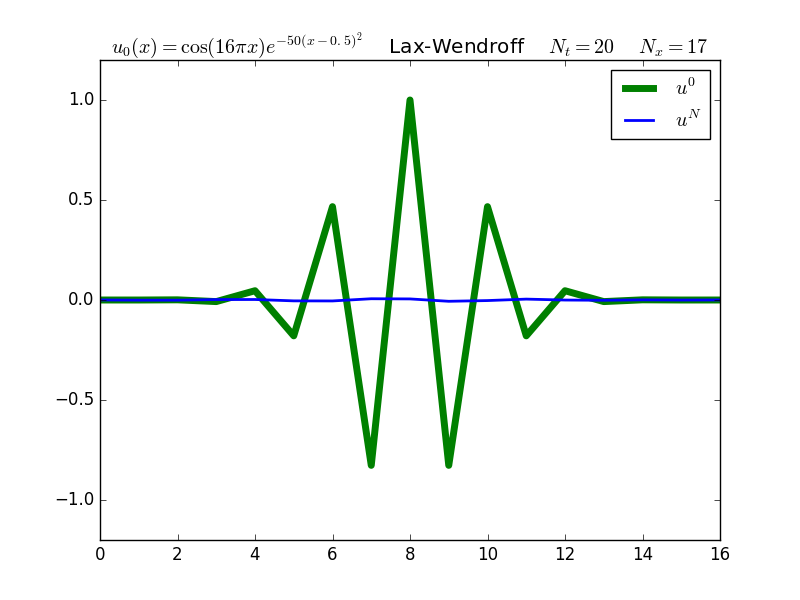 u_0(x) = cos(16πx)e^{−50(x−0.5)^2} Lax-Wendroff N_t = 20 N_x = 17
u^0
u^N
1.0
0.5
0.0
−0.5
−1.0
0 2 4 6 8 10 12 14 16